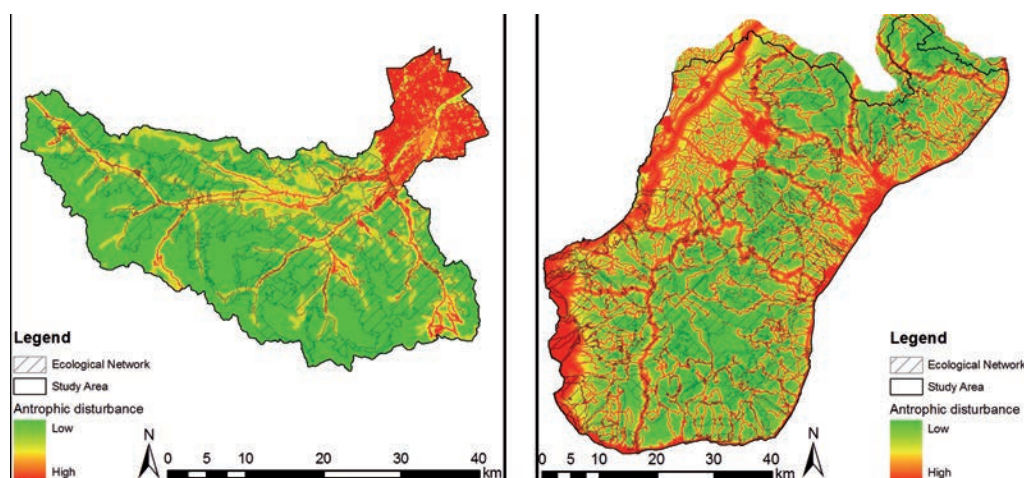 Legend
Ecological Network
Study Area
Antrophic disturbance
Low
High
N
0 5 10 20 30 40
km
Legend
Ecological Network
Study Area
Antrophic disturbance
Low
High
N
0 5 10 20 30 40
km